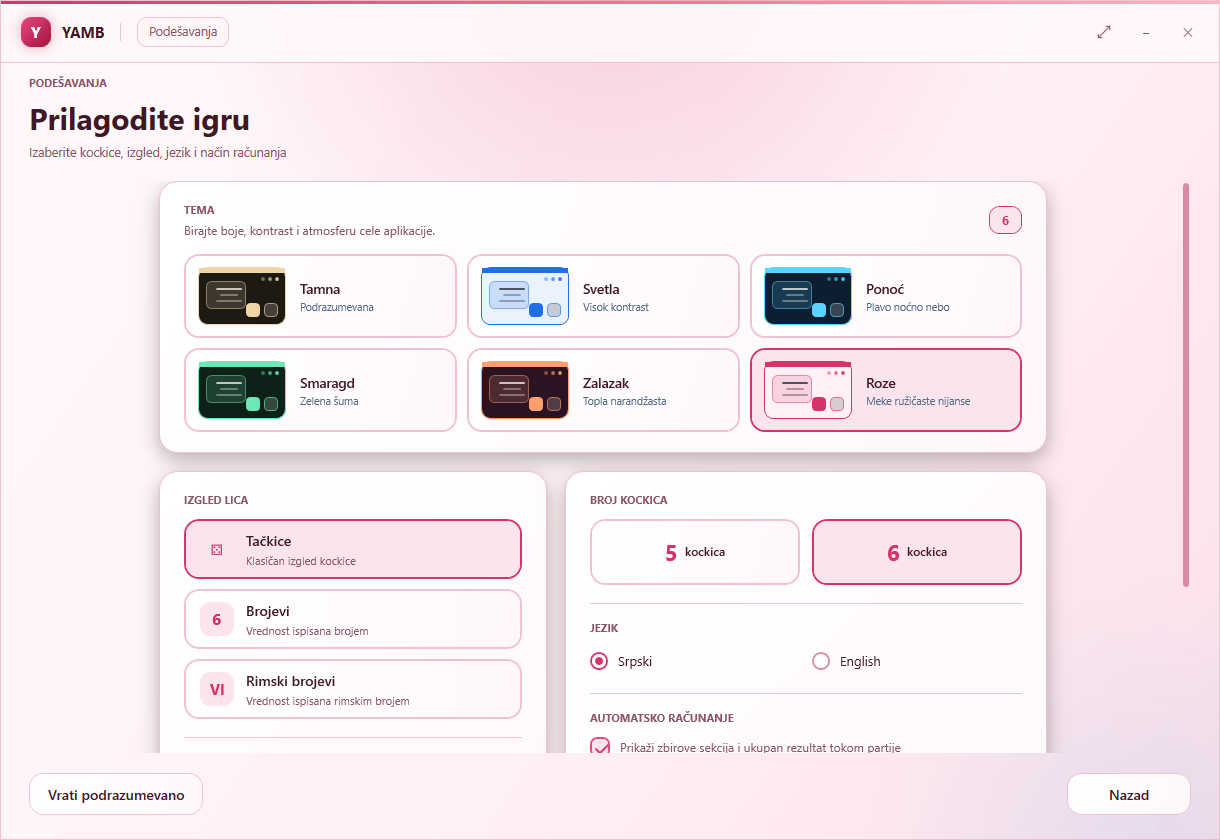 Y YAMB Podešavanja
PODEŠAVANJA
Prilagodite igru
Izaberite kockice, izgled, jezik i način računanja
TEMA
Birajte boje, kontrast i atmosferu cele aplikacije.
6
Tamna
Podrazumevana
Svetla
Visok kontrast
Ponoć
Plavo noćno nebo
Smaragd
Zelena šuma
Zalazak
Topla narandžasta
Roze
Meke ružičaste nijanse
IZGLED LICA
Tačkice
Klasičan izgled kockice
6 Brojevi
Vrednost ispisana brojem
VI Rimski brojevi
Vrednost ispisana rimskim brojem
BROJ KOCKICA
5 kockica
6 kockica
JEZIK
Srpski
English
AUTOMATSKO RAČUNANJE
Prikaži zbirove sekcija i ukupan rezultat tokom partije
Vrati podrazumevano
Nazad